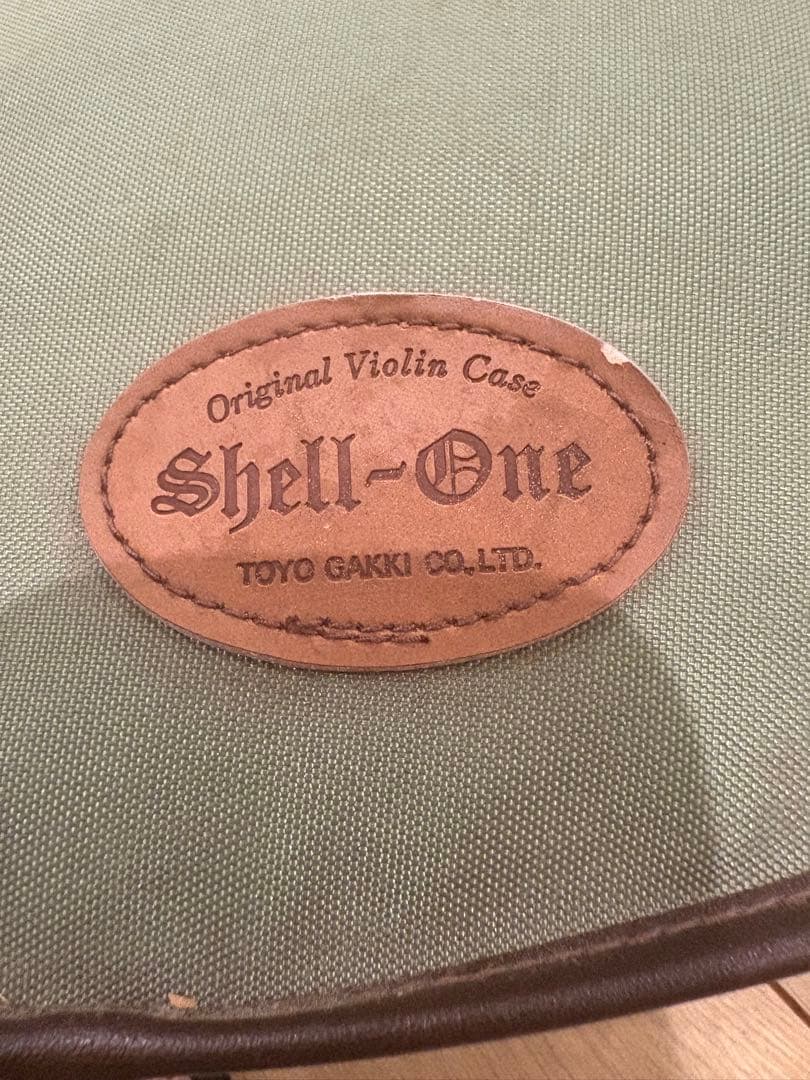 Original Violin Case
Shell-One
TOYO GAKKI CO.,LTD.